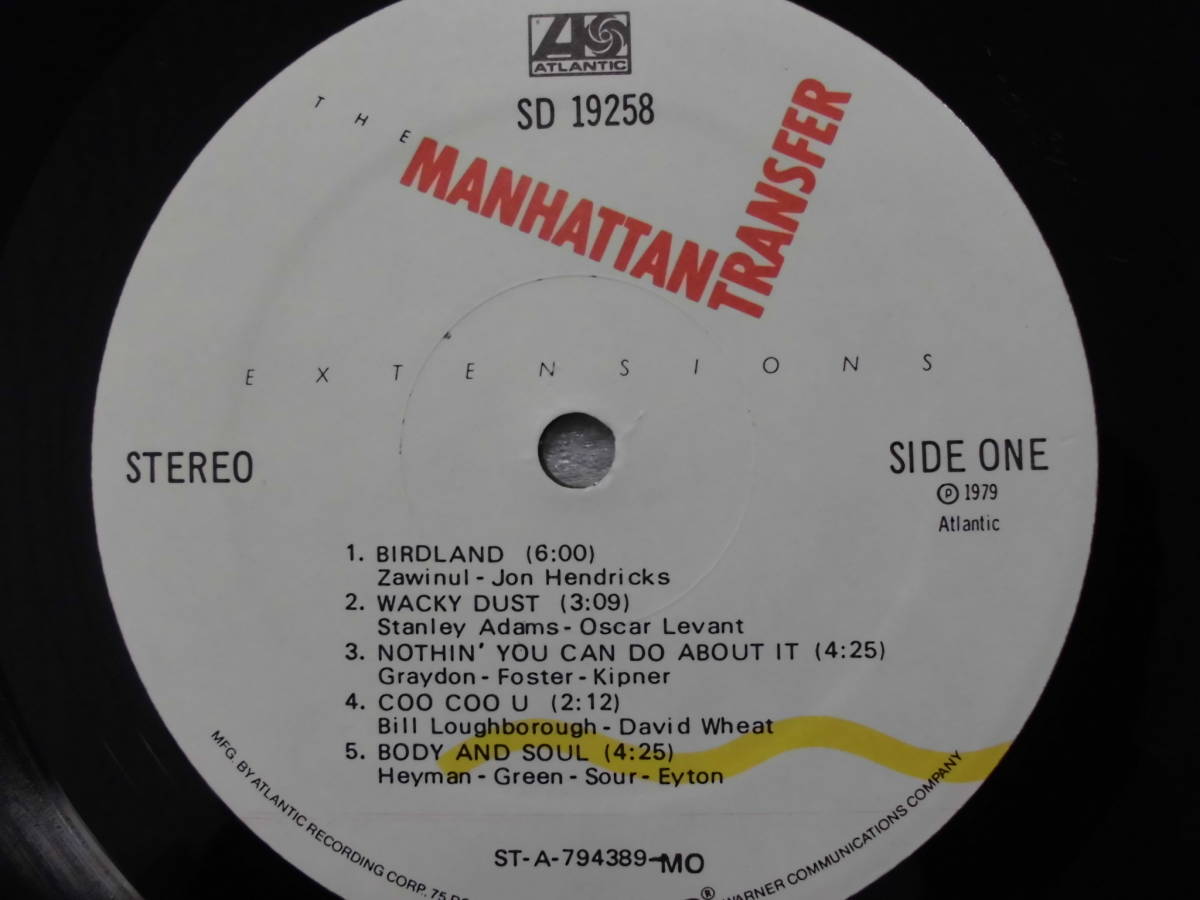 ATLANTIC
SD 19258
THE
MANHATTAN
TRANSFER
EXTENSIONS
STEREO
SIDE ONE
Ⓟ 1979
Atlantic
1. BIRDLAND (6:00)
Zawinul - Jon Hendricks
2. WACKY DUST (3:09)
Stanley Adams - Oscar Levant
3. NOTHIN' YOU CAN DO ABOUT IT (4:25)
Graydon - Foster - Kipner
4. COO COO U (2:12)
Bill Loughborough - David Wheat
5. BODY AND SOUL (4:25)
Heyman - Green - Sour - Eyton
ST-A-794389-MO
MFG. BY ATLANTIC RECORDING CORP., 75
® WARNER COMMUNICATIONS COMPANY